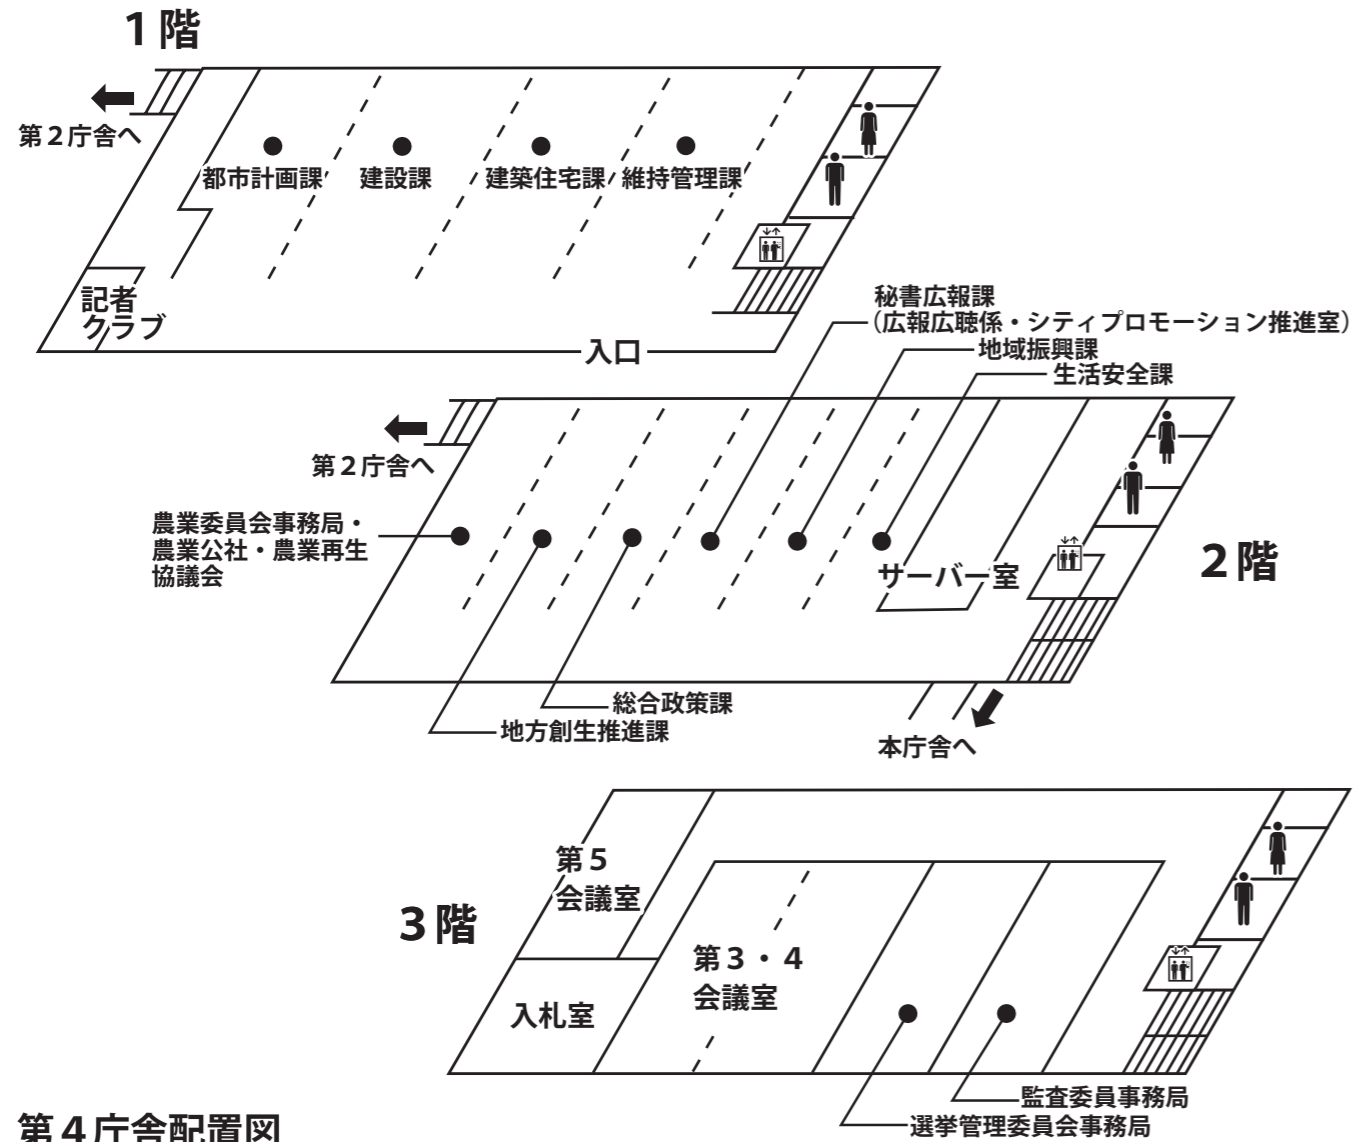 1階
第2庁舎へ
都市計画課
建設課
建築住宅課
維持管理課
記者
クラブ
入口
秘書広報課
(広報広聴係・シティプロモーション推進室)
地域振興課
生活安全課
第2庁舎へ
農業委員会事務局・
農業公社・農業再生
協議会
サーバー室
2階
総合政策課
地方創生推進課
本庁舎へ
第5
会議室
3階
第3・4
会議室
入札室
監査委員事務局
選挙管理委員会事務局
第4庁舎配置図